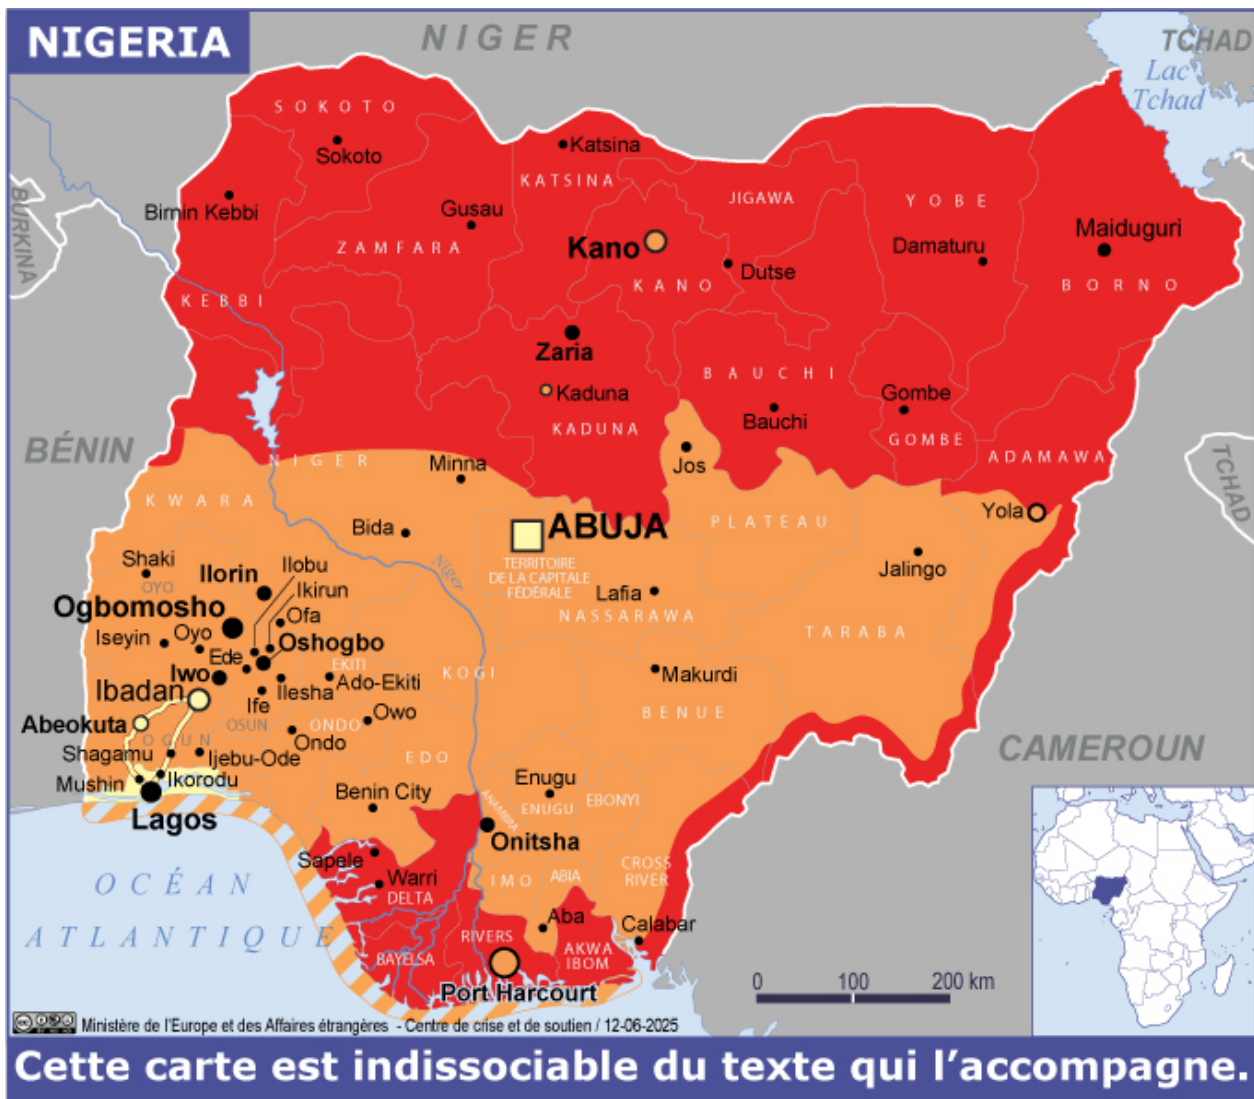 NIGERIA
NIGER
TCHAD
Lac
Tchad
SOKOTO
Sokoto
Katsina
KATSINA
JIGAWA
YOBE
BURKINA
Birnin Kebbi
Gusau
ZAMFARA
Kano
KANO
Dutse
Damaturu
Maiduguri
BORNO
KEBBI
Zaria
Kaduna
KADUNA
BAUCHI
Bauchi
Gombe
GOMBE
ADAMAWA
BÉNIN
NIGER
Minna
Jos
TCHAD
KWARA
Bida
ABUJA
PLATEAU
Yola
Niger
TERRITOIRE
DE LA CAPITALE
FÉDÉRALE
Shaki
OYO
Ilorin
Ilobu
Ikirun
Lafia
NASSARAWA
Jalingo
TARABA
Ogbomosho
Ofa
Iseyin
Oyo
Ede
Oshogbo
EKITI
KOGI
Iwo
Ibadan
Ife
Ilesha
Ado-Ekiti
Makurdi
BENUE
Abeokuta
OGUN
OSUN
ONDO
Ondo
Owo
Shagamu
Ijebu-Ode
EDO
CAMEROUN
Mushin
Ikorodu
Lagos
Benin City
Enugu
ENUGU
EBONYI
ANAMBRA
Onitsha
OCÉAN
ATLANTIQUE
Sapele
Warri
DELTA
IMO
ABIA
CROSS
RIVER
Aba
Calabar
RIVERS
AKWA
IBOM
BAYELSA
Port Harcourt
0 100 200 km
Ministère de l'Europe et des Affaires étrangères - Centre de crise et de soutien / 12-06-2025
Cette carte est indissociable du texte qui l'accompagne.